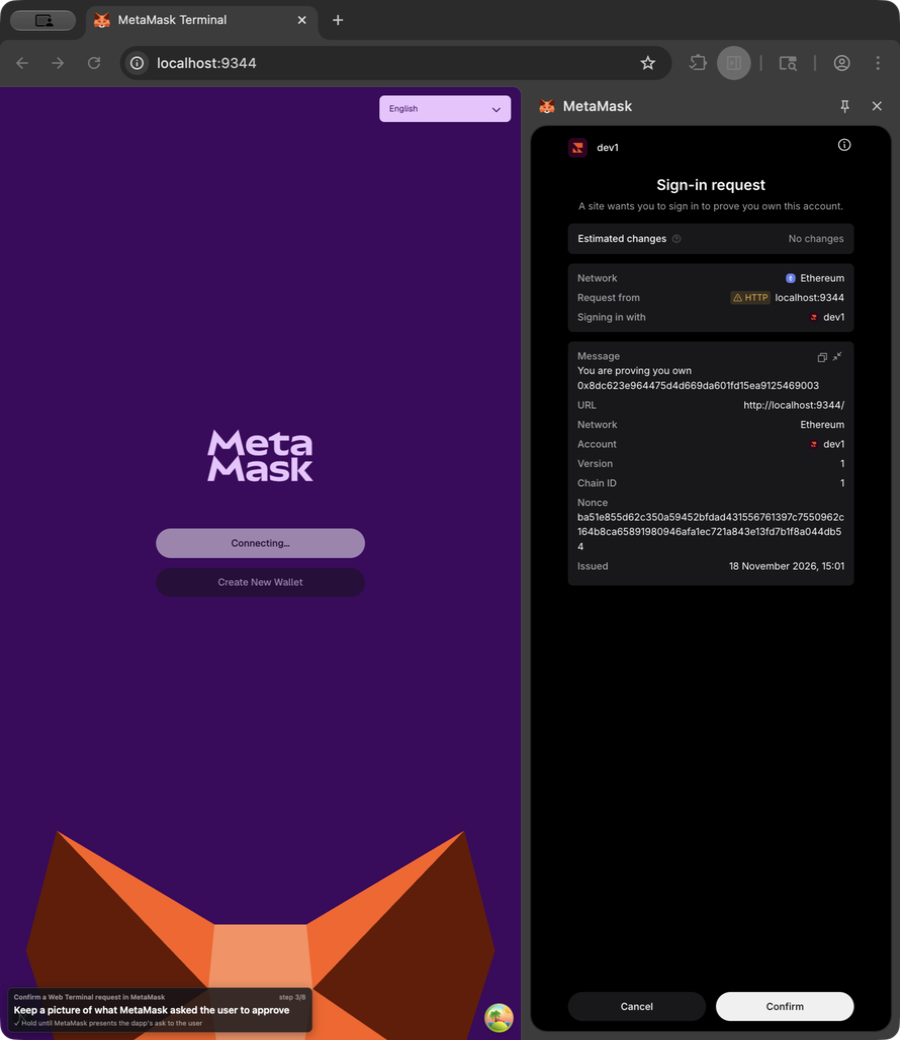 MetaMask Terminal
localhost:9344
English
Meta
Mask
Connecting...
Create New Wallet
Confirm a Web Terminal request in MetaMask
step 3/8
Keep a picture of what MetaMask asked the user to approve
✓ Hold until MetaMask presents the dapp's ask to the user
MetaMask
dev1
Sign-in request
A site wants you to sign in to prove you own this account.
Estimated changes No changes
Network Ethereum
Request from HTTP localhost:9344
Signing in with dev1
Message
You are proving you own
0x8dc623e964475d4d669da601fd15ea9125469003
URL http://localhost:9344/
Network Ethereum
Account dev1
Version 1
Chain ID 1
Nonce
ba51e855d62c350a59452bfdad431556761397c7550962c
164b8ca65891980946afa1ec721a843e13fd7b1f8a044db5
4
Issued 18 November 2026, 15:01
Cancel
Confirm